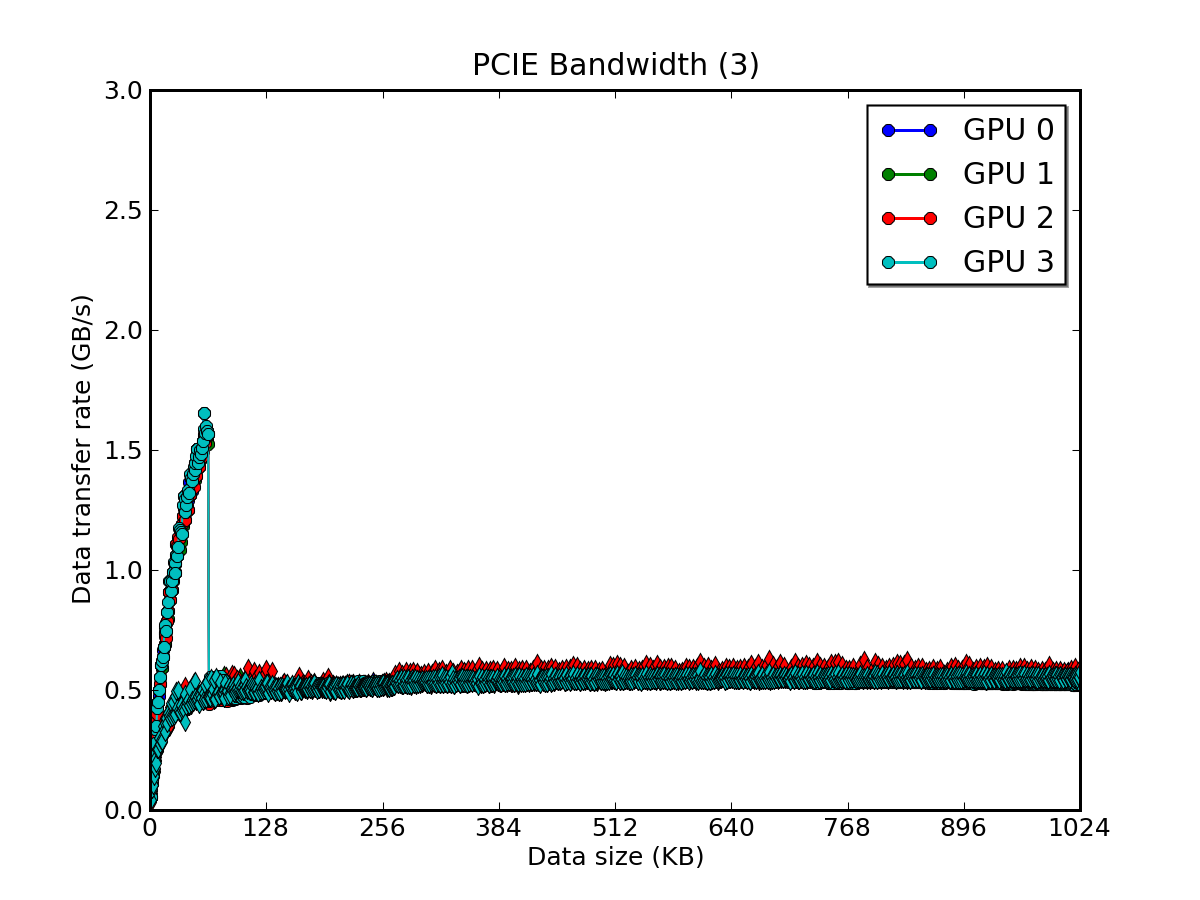 PCIE Bandwidth (3)
3.0
2.5
2.0
1.5
1.0
0.5
0.0
Data transfer rate (GB/s)
GPU 0
GPU 1
GPU 2
GPU 3
0 128 256 384 512 640 768 896 1024
Data size (KB)